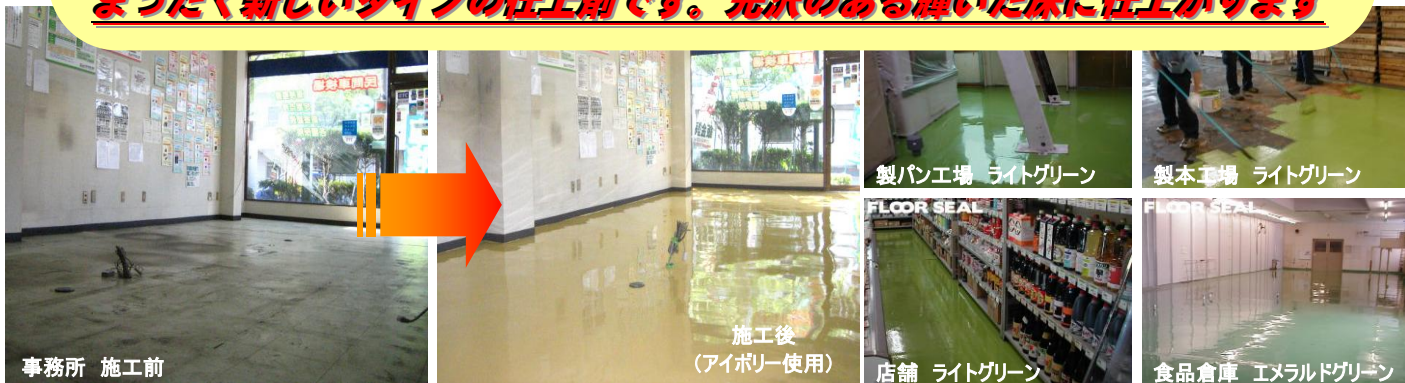 まったく新しいタイプの仕上剤です。光沢のある輝いた床に仕上がります
事務所 施工前
施工後
(アイボリー使用)
製パン工場 ライトグリーン
製本工場 ライトグリーン
FLOOR SEAL
店舗 ライトグリーン
FLOOR SEAL
食品倉庫 エメラルドグリーン